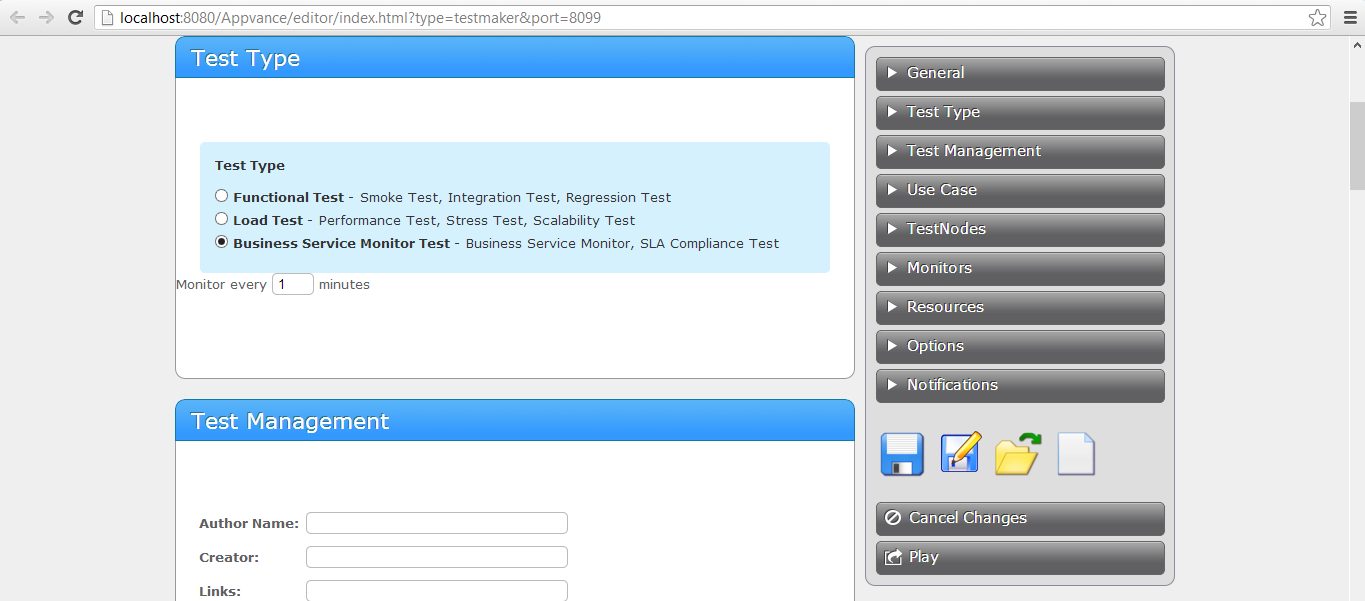 localhost:8080/Appvance/editor/index.html?type=testmaker&port=8099
Test Type
Test Type
Functional Test - Smoke Test, Integration Test, Regression Test
Load Test - Performance Test, Stress Test, Scalability Test
Business Service Monitor Test - Business Service Monitor, SLA Compliance Test
Monitor every 1 minutes
Test Management
Author Name:
Creator:
Links:
General
Test Type
Test Management
Use Case
TestNodes
Monitors
Resources
Options
Notifications
Cancel Changes
Play